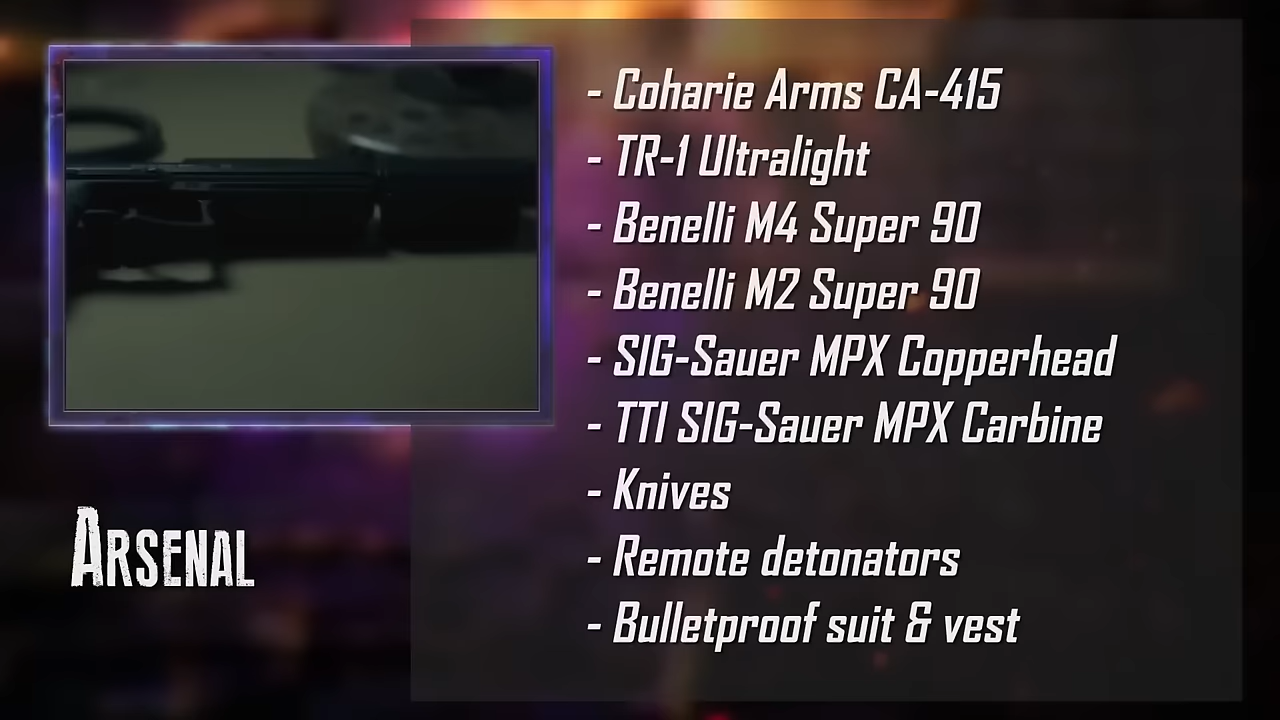 - Coharie Arms CA-415
- TR-1 Ultralight
- Benelli M4 Super 90
- Benelli M2 Super 90
- SIG-Sauer MPX Copperhead
- TTI SIG-Sauer MPX Carbine
- Knives
- Remote detonators
- Bulletproof suit & vest
Arsenal